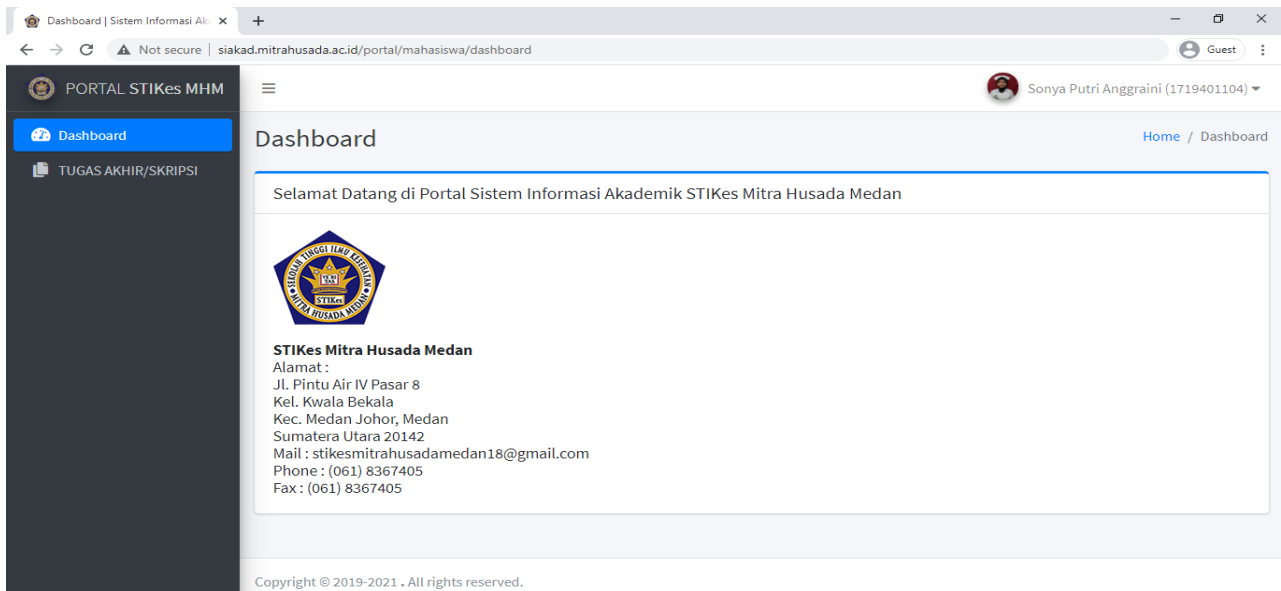 Dashboard | Sistem Informasi Ak
Not secure | siakad.mitrahusada.ac.id/portal/mahasiswa/dashboard
Guest
PORTAL STIKes MHM
Sonya Putri Anggraini (1719401104)
Dashboard
TUGAS AKHIR/SKRIPSI
Dashboard
Home / Dashboard
Selamat Datang di Portal Sistem Informasi Akademik STIKes Mitra Husada Medan
SEKOLAH TINGGI ILMU KESEHATAN
VE RI
TAS
STIKes
MITRA HUSADA MEDAN
STIKes Mitra Husada Medan
Alamat :
Jl. Pintu Air IV Pasar 8
Kel. Kwala Bekala
Kec. Medan Johor, Medan
Sumatera Utara 20142
Mail : stikesmitrahusadamedan18@gmail.com
Phone : (061) 8367405
Fax : (061) 8367405
Copyright © 2019-2021 . All rights reserved.